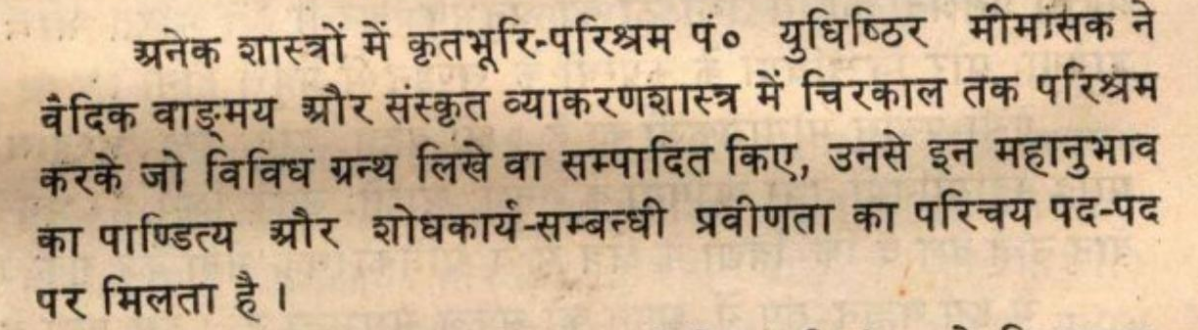 अनेक शास्त्रों में कृतभूरि-परिश्रम पं० युधिष्ठिर मीमांसक ने
वैदिक वाङ्मय और संस्कृत व्याकरणशास्त्र में चिरकाल तक परिश्रम
करके जो विविध ग्रन्थ लिखे वा सम्पादित किए, उनसे इन महानुभाव
का पाण्डित्य और शोधकार्य-सम्बन्धी प्रवीणता का परिचय पद-पद
पर मिलता है ।